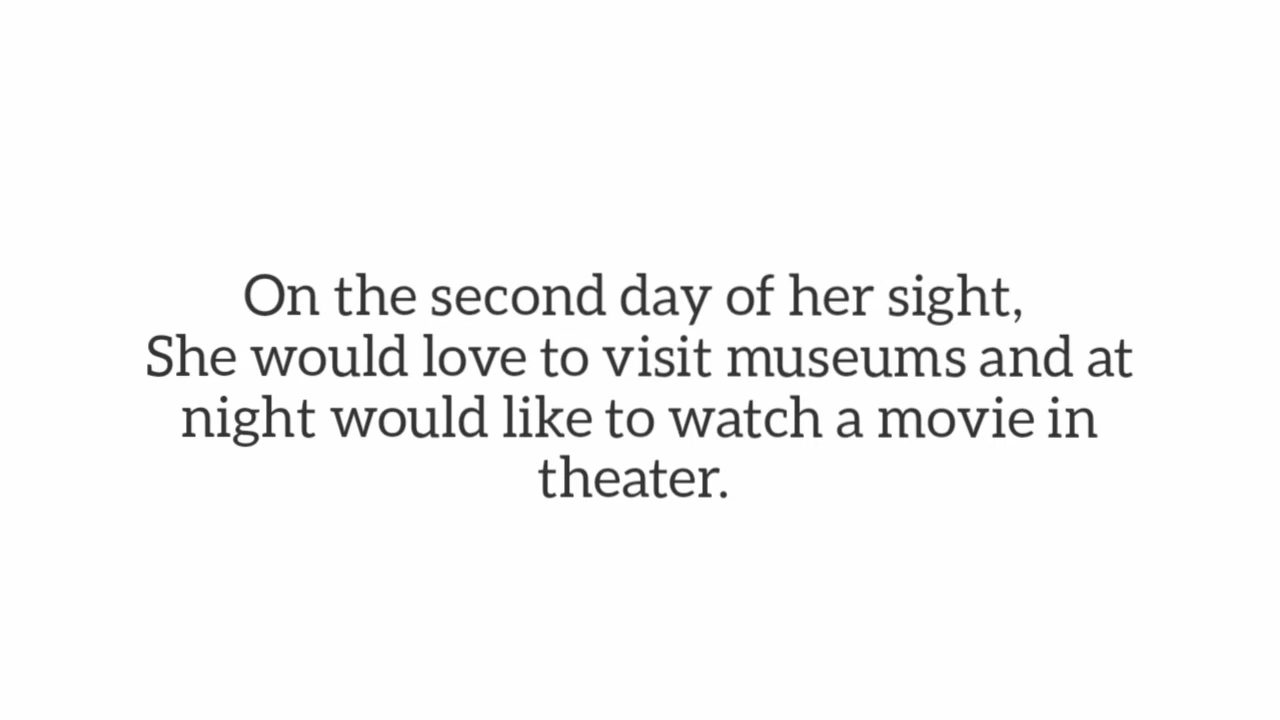 On the second day of her sight,
She would love to visit museums and at
night would like to watch a movie in
theater.